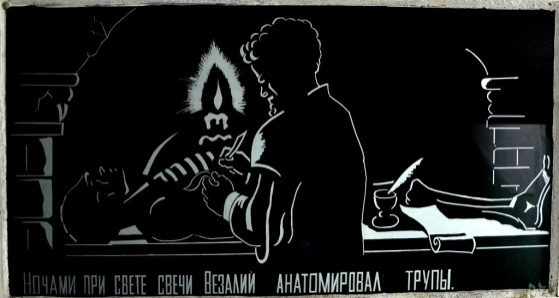 Ночами при свете свечи Везалий анатомировал трупы.